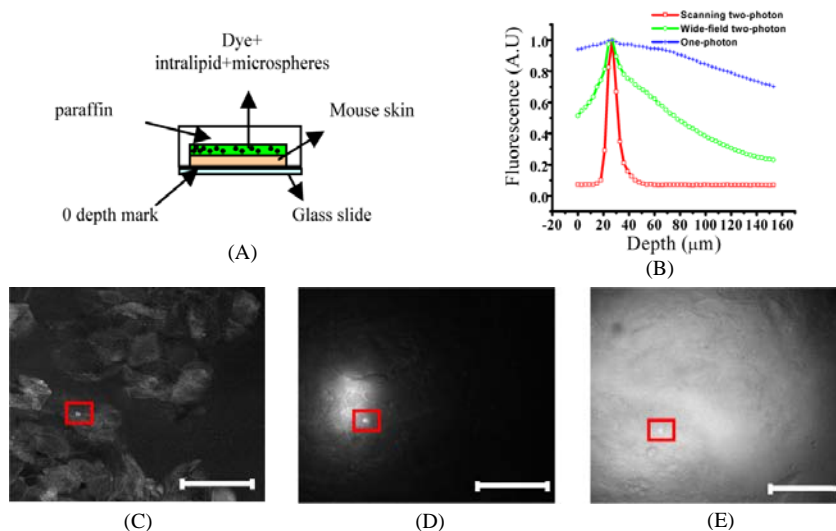 Dye+
intralipid+microspheres
paraffin
Mouse skin
0 depth mark
Glass slide
(A)
Scanning two-photon
Wide-field two-photon
One-photon
Fluorescence (A.U)
1.0
0.8
0.6
0.4
0.2
0.0
-20 0 20 40 60 80 100 120 140 160
Depth (μm)
(B)
(C)
(D)
(E)